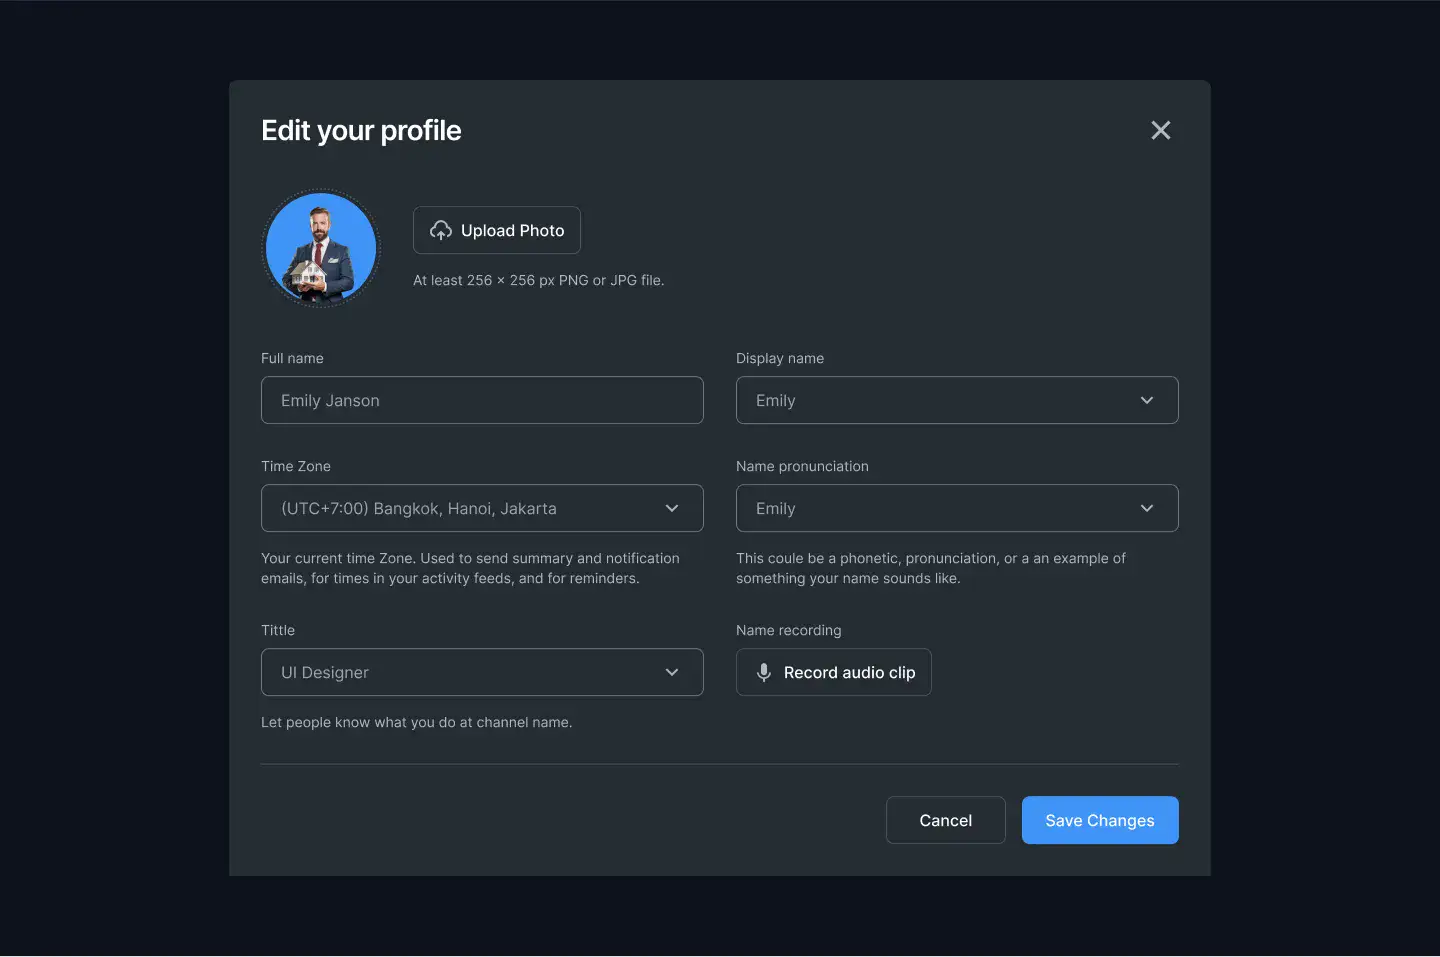 Edit your profile
Upload Photo
At least 256 × 256 px PNG or JPG file.
Full name
Display name
Emily Janson
Emily
Time Zone
Name pronunciation
(UTC+7:00) Bangkok, Hanoi, Jakarta
Emily
Your current time Zone. Used to send summary and notification
emails, for times in your activity feeds, and for reminders.
This coule be a phonetic, pronunciation, or a an example of
something your name sounds like.
Tittle
Name recording
UI Designer
Record audio clip
Let people know what you do at channel name.
Cancel
Save Changes